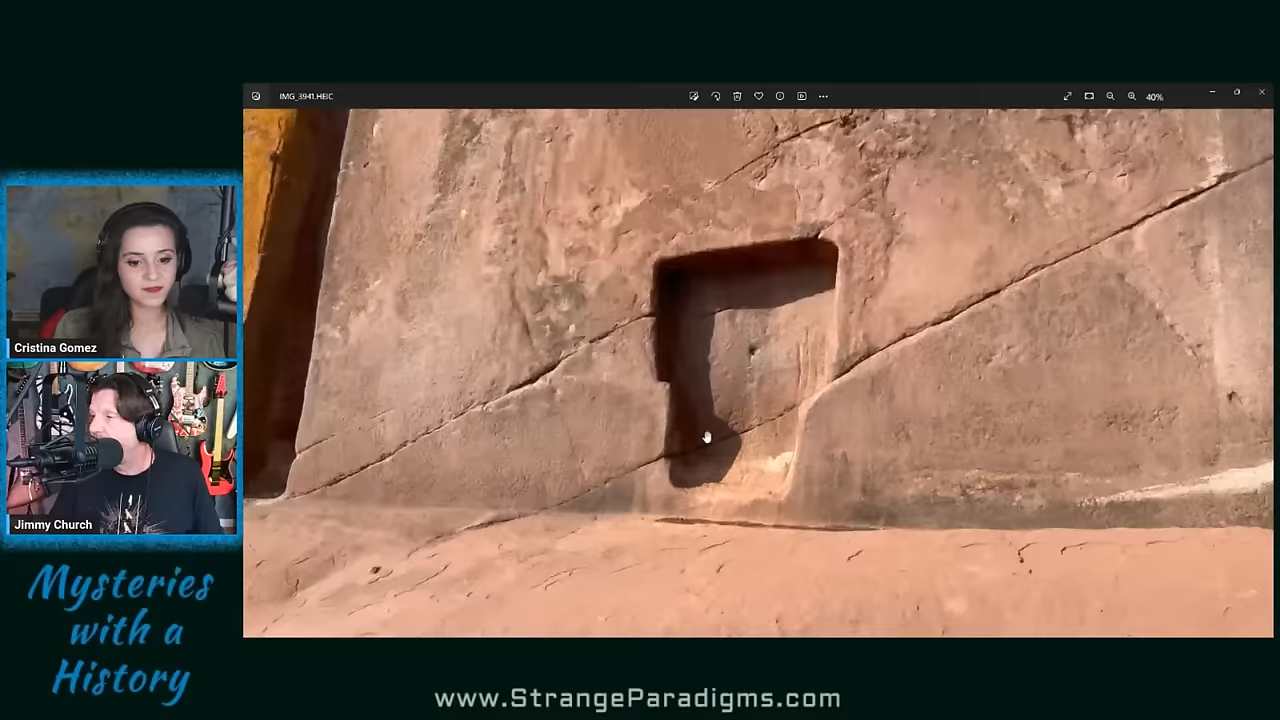 IMG_3941.HEIC
40%
Cristina Gomez
Jimmy Church
Mysteries
with a
History
www.StrangeParadigms.com